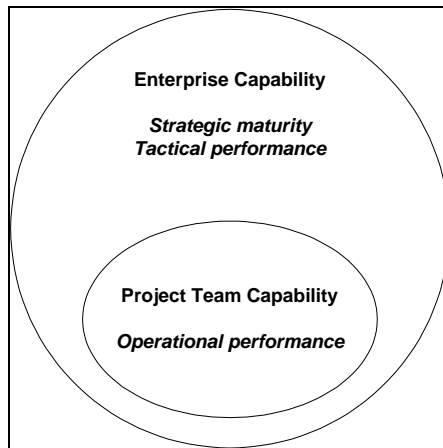 Enterprise Capability
Strategic maturity
Tactical performance
Project Team Capability
Operational performance